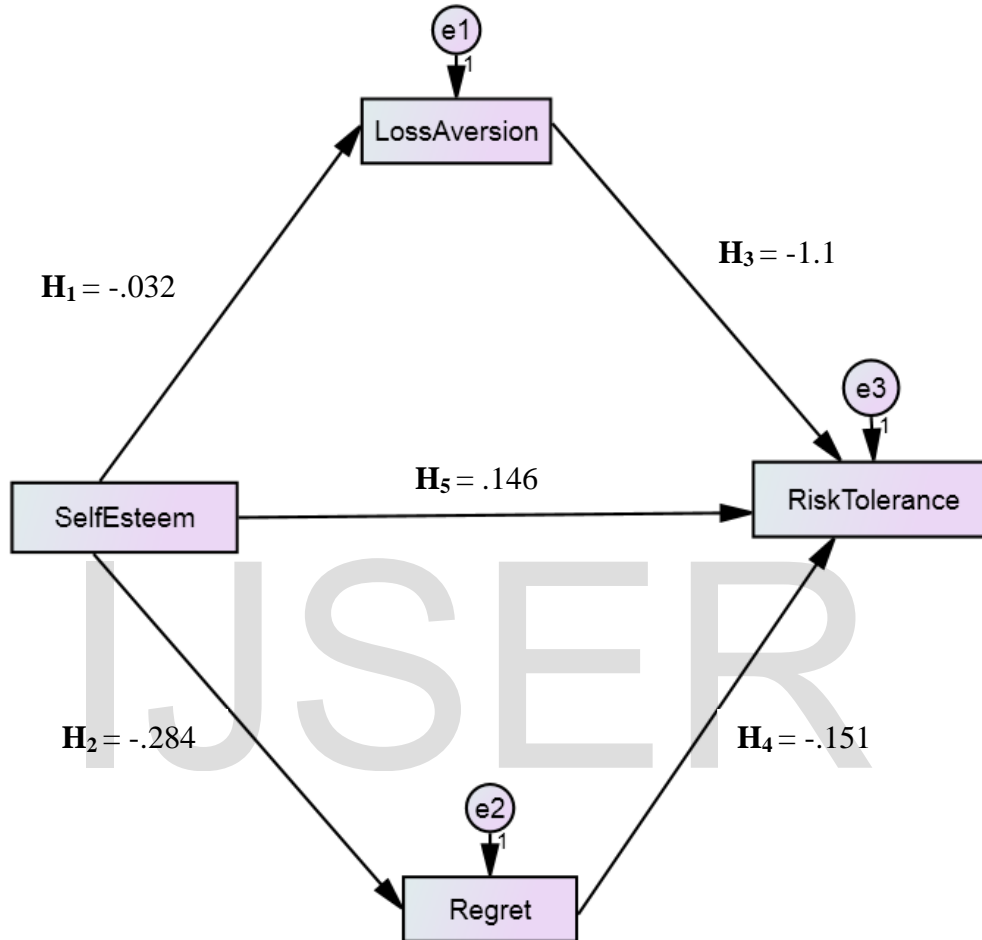 e1
1
LossAversion
H₁ = -.032
H₃ = -1.1
e3
1
H₅ = .146
SelfEsteem
RiskTolerance
IJSER
H₂ = -.284
H₄ = -.151
e2
1
Regret